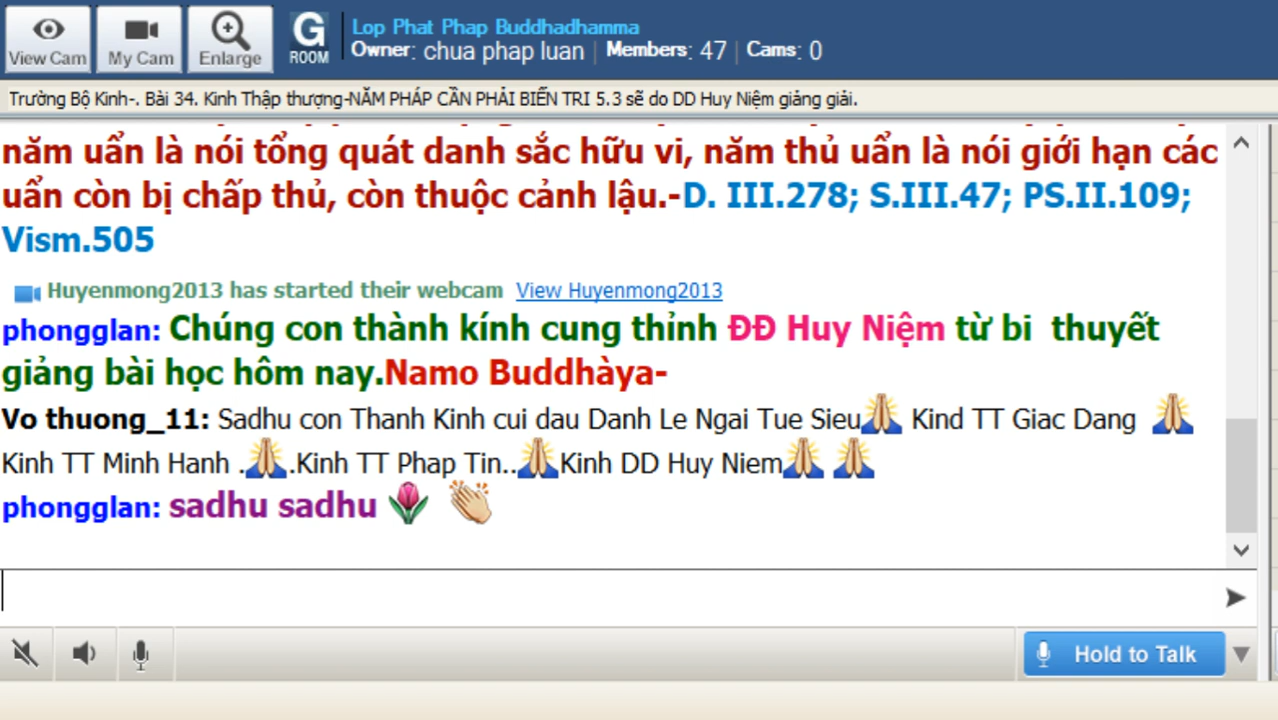 View Cam
My Cam
Enlarge
G ROOM
Lop Phat Phap Buddhadhamma
Owner: chua phap luan | Members: 47 | Cams: 0
Trường Bộ Kinh-. Bài 34. Kinh Thập thượng-NĂM PHÁP CẦN PHẢI BIẾN TRI 5.3 sẽ do DD Huy Niệm giảng giải.
năm uẩn là nói tổng quát danh sắc hữu vi, năm thủ uẩn là nói giới hạn các
uẩn còn bị chấp thủ, còn thuộc cảnh lậu.-D. III.278; S.III.47; PS.II.109;
Vism.505
Huyenmong2013 has started their webcam View Huyenmong2013
phongglan: Chúng con thành kính cung thỉnh ĐĐ Huy Niệm từ bi thuyết
giảng bài học hôm nay.Namo Buddhàya-
Vo thuong_11: Sadhu con Thanh Kinh cui dau Danh Le Ngai Tue Sieu🙏 Kind TT Giac Dang 🙏
Kinh TT Minh Hanh .🙏.Kinh TT Phap Tin..🙏Kinh DD Huy Niem🙏 🙏
phongglan: sadhu sadhu 🌷 👏
Hold to Talk